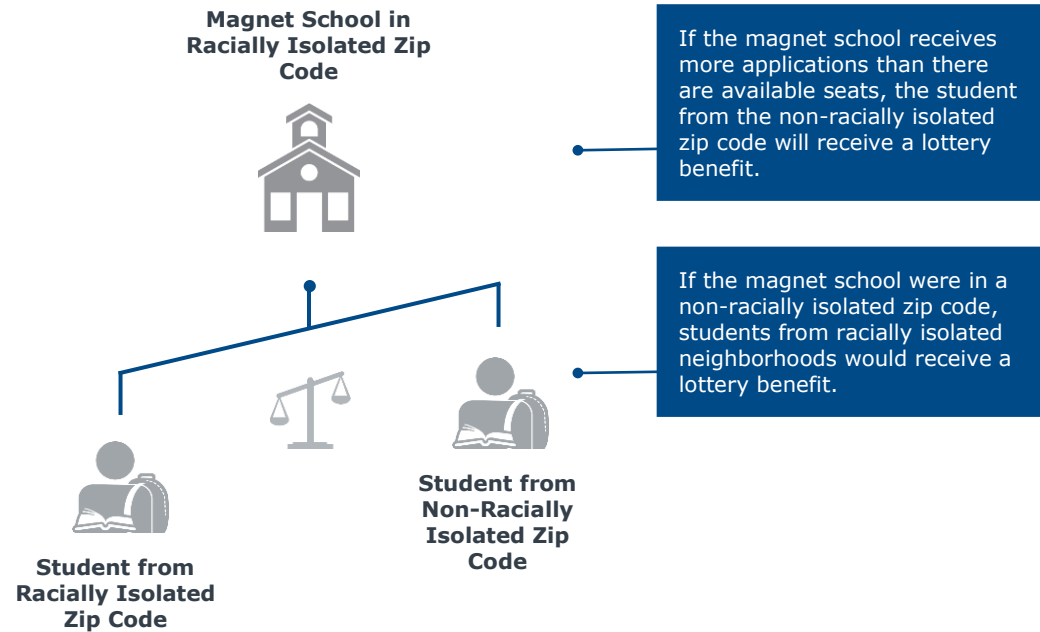 Magnet School in
Racially Isolated Zip
Code
If the magnet school receives
more applications than there
are available seats, the student
from the non-racially isolated
zip code will receive a lottery
benefit.
If the magnet school were in a
non-racially isolated zip code,
students from racially isolated
neighborhoods would receive a
lottery benefit.
Student from
Non-Racially
Isolated Zip
Code
Student from
Racially Isolated
Zip Code